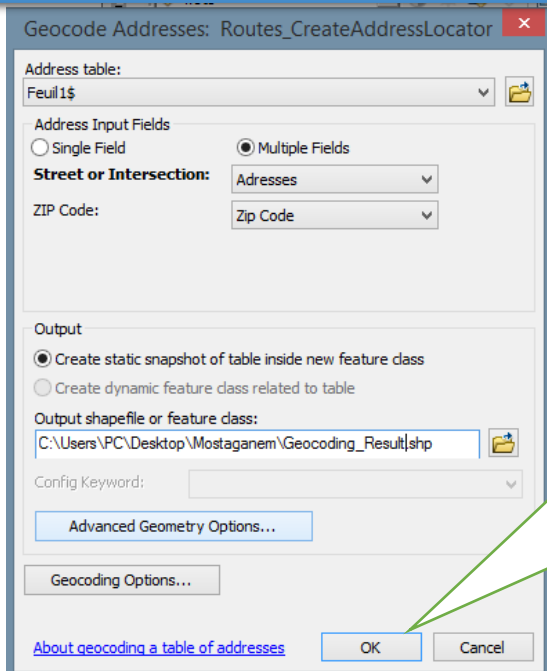 Geocode Addresses: Routes_CreateAddressLocator
Address table:
Feuil1$
Address Input Fields
Single Field Multiple Fields
Street or Intersection: Adresses
ZIP Code: Zip Code
Output
Create static snapshot of table inside new feature class
Create dynamic feature class related to table
Output shapefile or feature class:
C:\Users\PC\Desktop\Mostaganem\Geocoding_Result.shp
Config Keyword:
Advanced Geometry Options...
Geocoding Options...
About geocoding a table of addresses OK Cancel